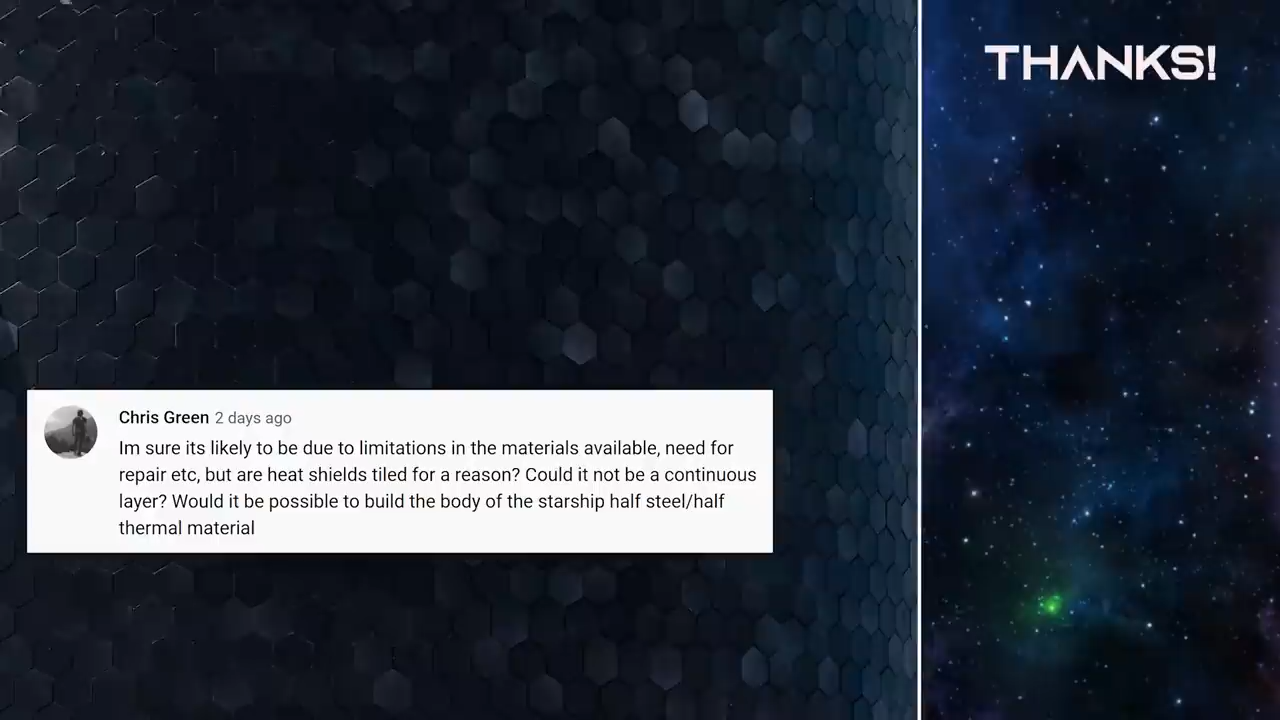 THANKS!
Chris Green 2 days ago
Im sure its likely to be due to limitations in the materials available, need for
repair etc, but are heat shields tiled for a reason? Could it not be a continuous
layer? Would it be possible to build the body of the starship half steel/half
thermal material